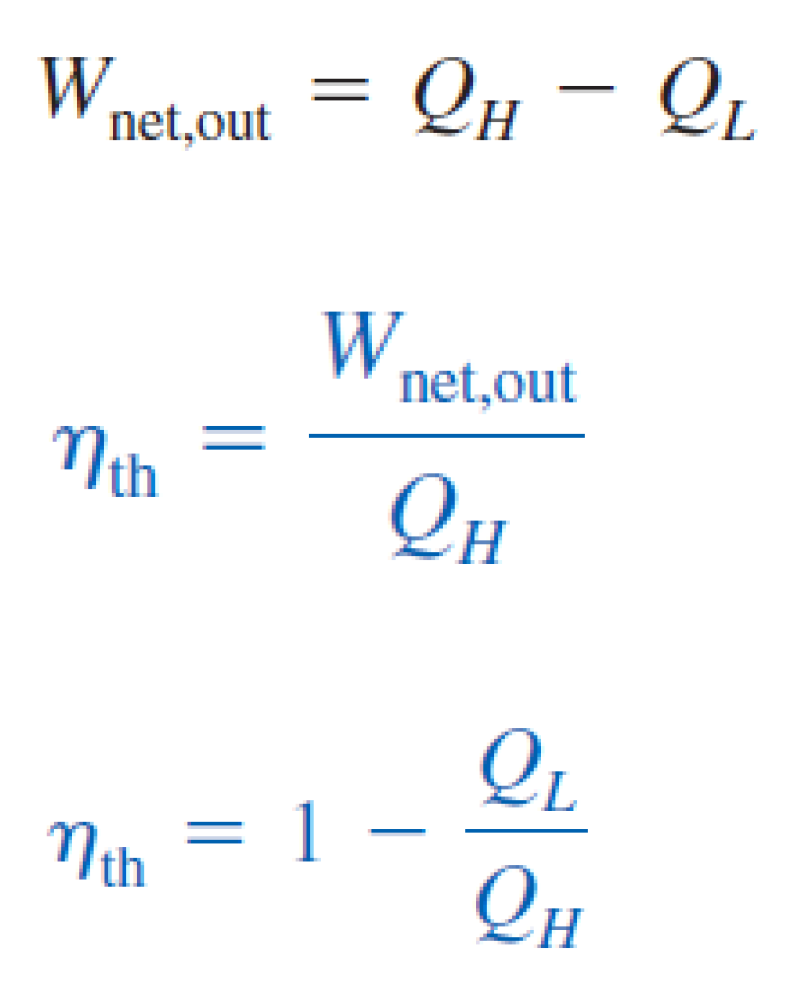 W_net,out = Q_H − Q_L
η_th = W_net,out / Q_H
η_th = 1 − Q_L / Q_H